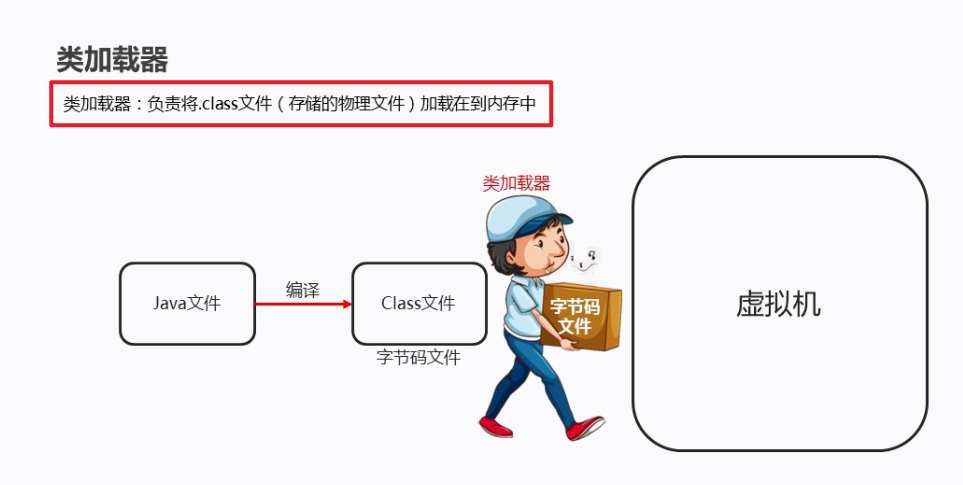 类加载器
类加载器：负责将.class文件（存储的物理文件）加载在到内存中
类加载器
Java文件
编译
Class文件
字节码文件
字节码
文件
虚拟机